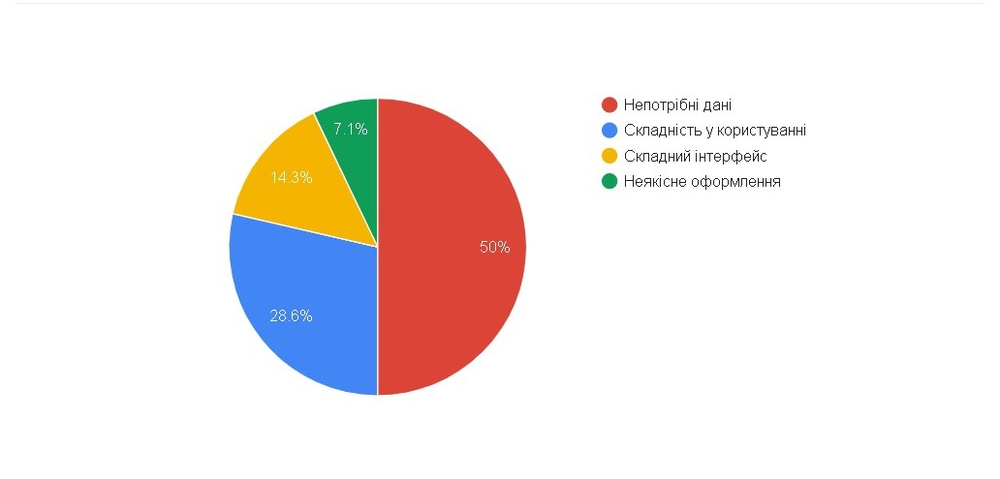 7.1%
14.3%
50%
28.6%
Непотрібні дані
Складність у користуванні
Складний інтерфейс
Неякісне оформлення